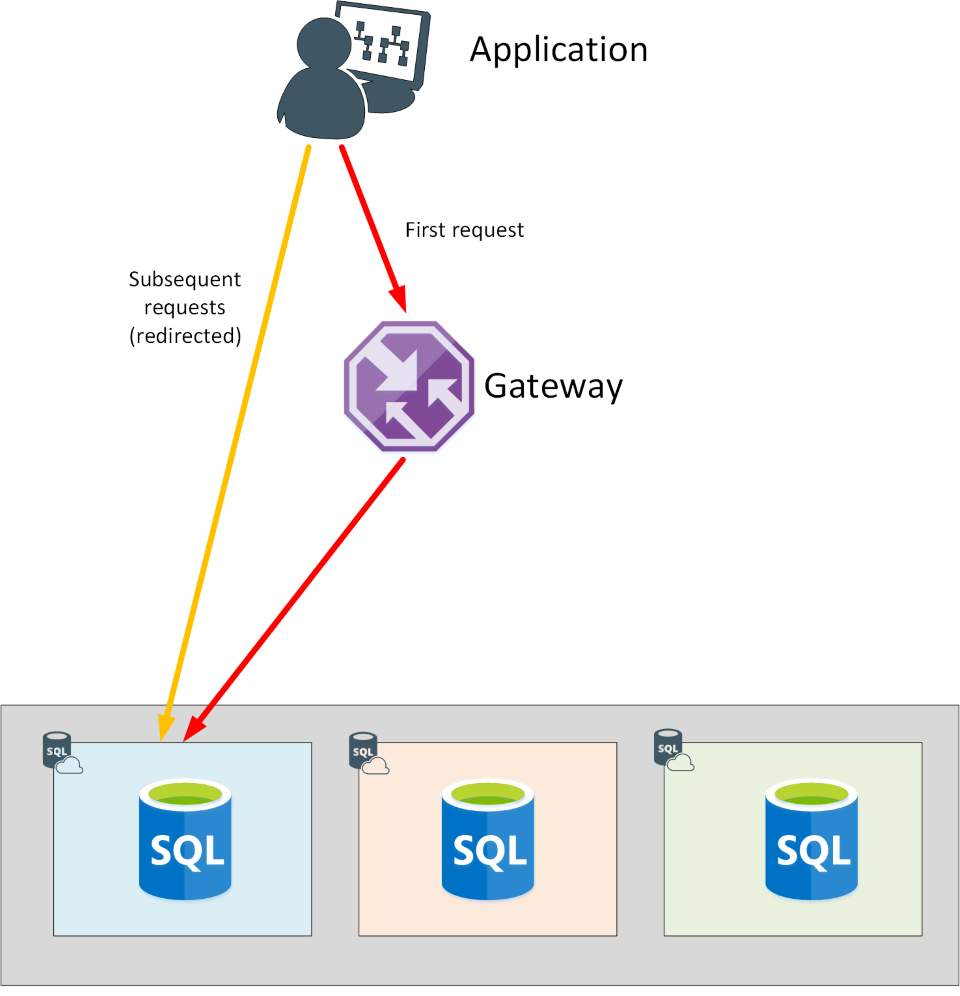 Application
First request
Subsequent
requests
(redirected)
Gateway
SQL
SQL
SQL
SQL
SQL
SQL